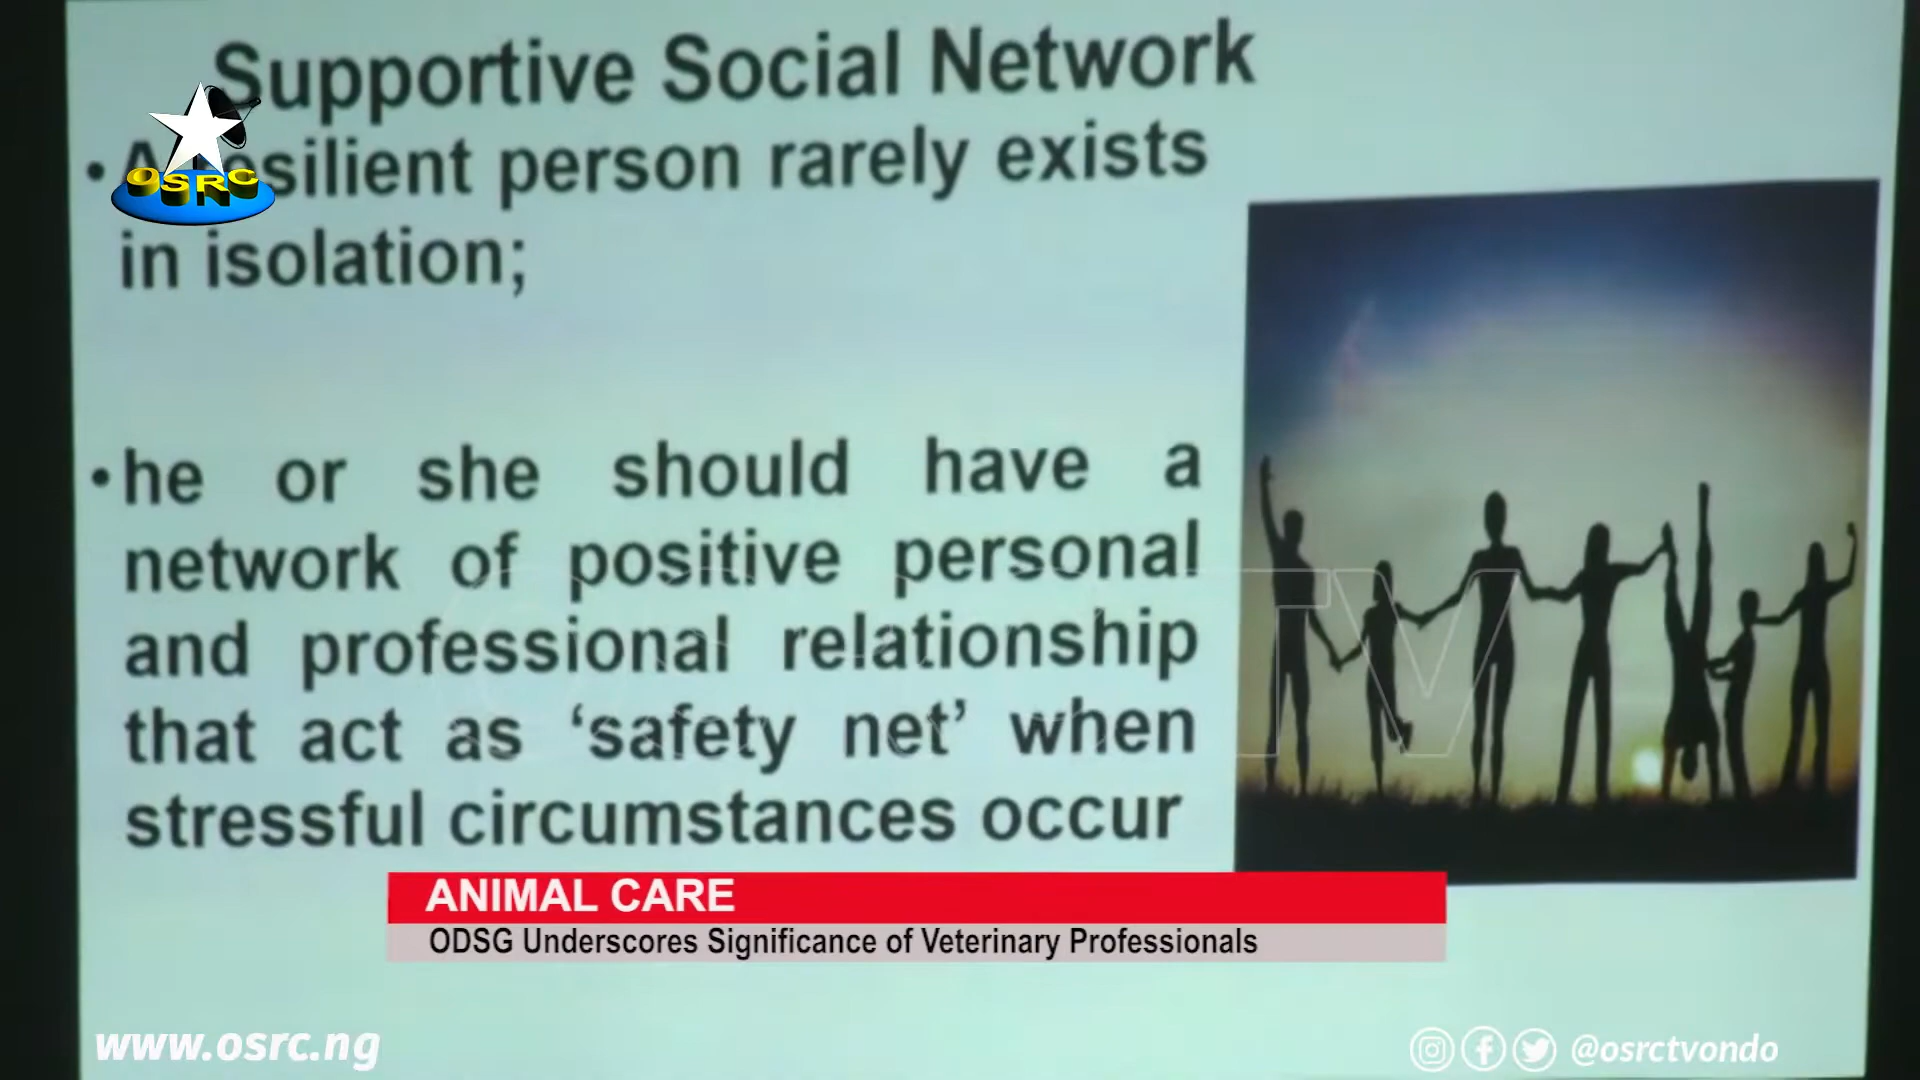 Supportive Social Network
• A resilient person rarely exists
in isolation;
• he or she should have a
network of positive personal
and professional relationship
that act as ‘safety net’ when
stressful circumstances occur
OSRC
ANIMAL CARE
ODSG Underscores Significance of Veterinary Professionals
www.osrc.ng
@osrctvondo